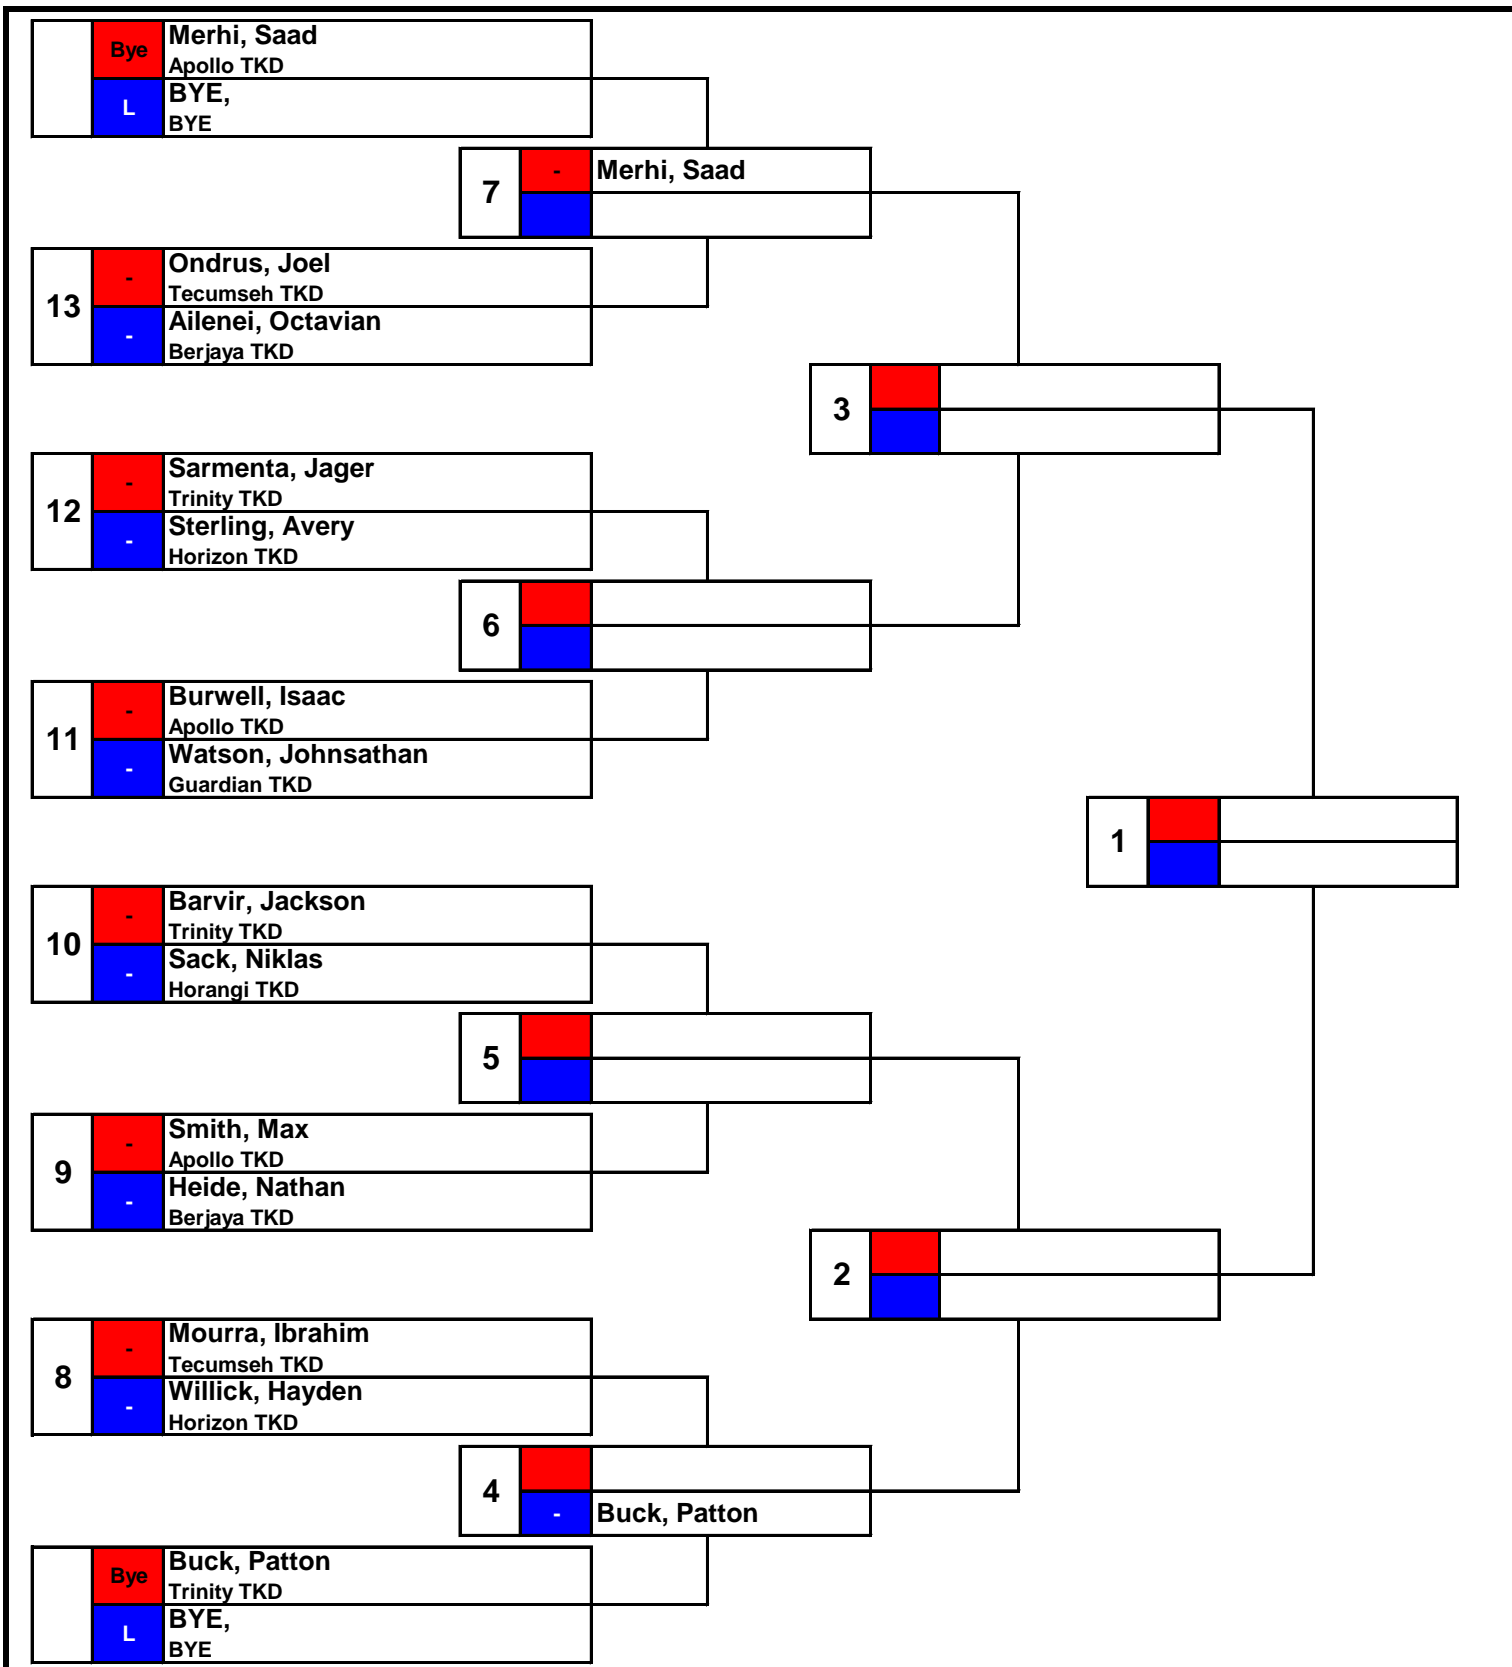 Bye
Merhi, Saad
Apollo TKD
L
BYE,
BYE
7
-
Merhi, Saad
13
-
Ondrus, Joel
Tecumseh TKD
-
Ailenei, Octavian
Berjaya TKD
3
12
-
Sarmenta, Jager
Trinity TKD
-
Sterling, Avery
Horizon TKD
6
11
-
Burwell, Isaac
Apollo TKD
-
Watson, Johnsathan
Guardian TKD
1
10
-
Barvir, Jackson
Trinity TKD
-
Sack, Niklas
Horangi TKD
5
9
-
Smith, Max
Apollo TKD
-
Heide, Nathan
Berjaya TKD
2
8
-
Mourra, Ibrahim
Tecumseh TKD
-
Willick, Hayden
Horizon TKD
4
-
Buck, Patton
Bye
Buck, Patton
Trinity TKD
L
BYE,
BYE